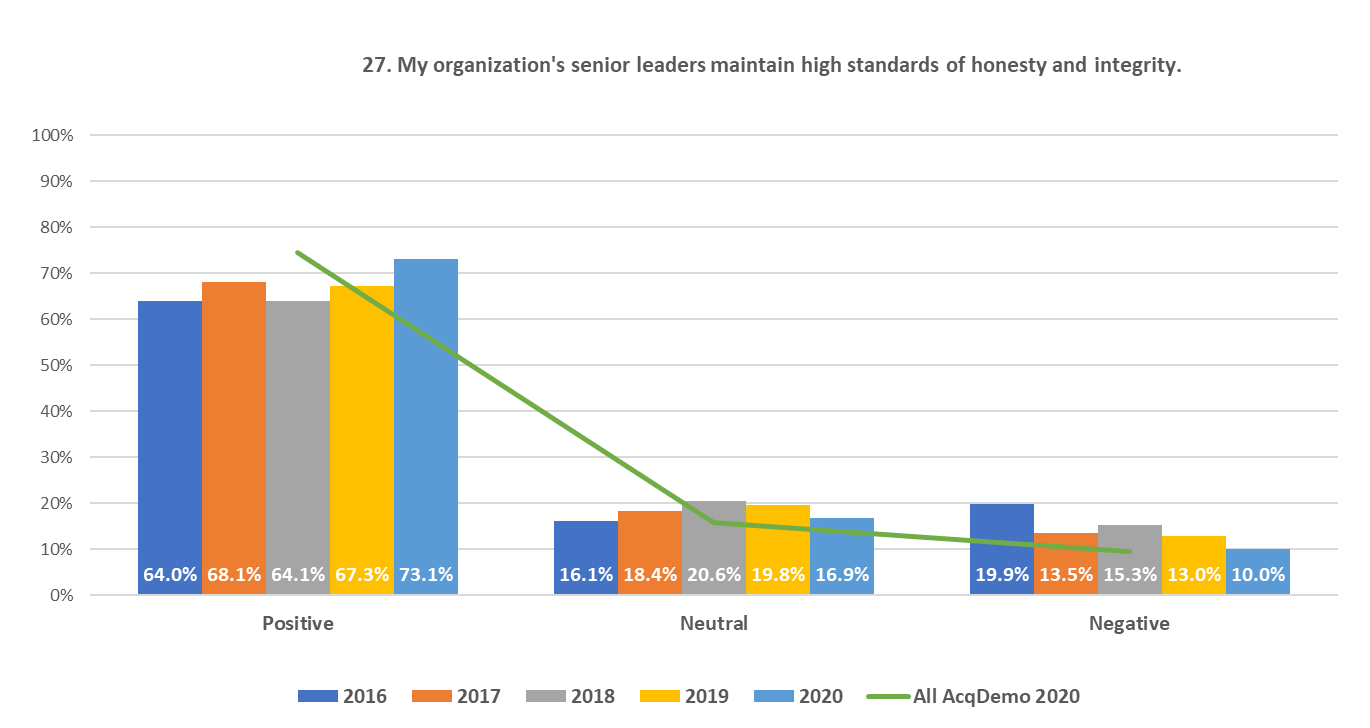 27. My organization's senior leaders maintain high standards of honesty and integrity.
100%
90%
80%
70%
60%
50%
40%
30%
20%
10%
0%
64.0% 68.1% 64.1% 67.3% 73.1%
16.1% 18.4% 20.6% 19.8% 16.9%
19.9% 13.5% 15.3% 13.0% 10.0%
Positive Neutral Negative
2016 2017 2018 2019 2020 All AcqDemo 2020